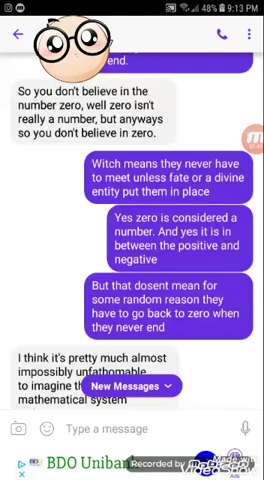 48% 9:13 PM
end.
So you don't believe in the
number zero, well zero isn't
really a number, but anyways
so you don't believe in zero.
Witch means they never have
to meet unless fate or a divine
entity put them in place
Yes zero is considered a
number. And yes it is in
between the positive and
negative
But that dosent mean for
some random reason they
have to go back to zero when
they never end
I think it's pretty much almost
impossibly unfathomable
to imagine th
mathematical system
New Messages
Type a message
BDO Uniban
Recorded by
Ads